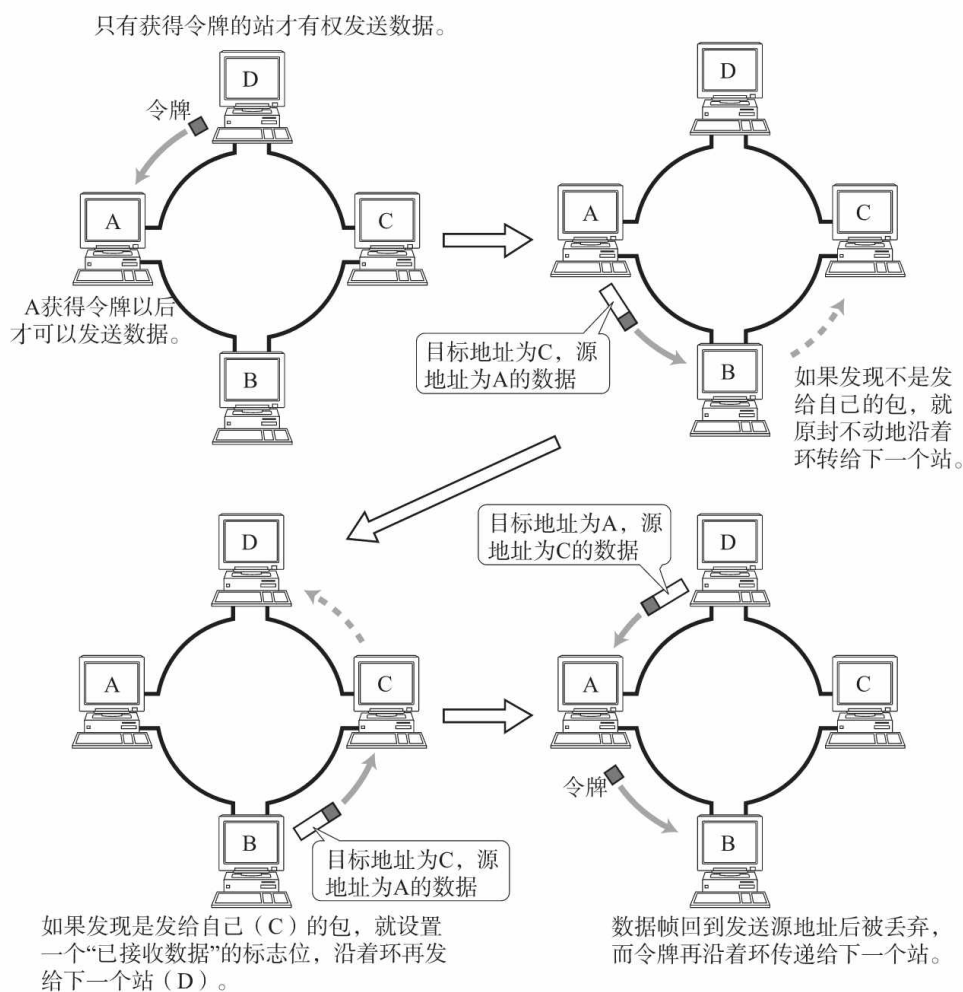 只有获得令牌的站才有权发送数据。
D
令牌
A
C
A获得令牌以后
才可以发送数据。
B
D
A
C
目标地址为C，源
地址为A的数据
B
如果发现不是发
给自己的包，就
原封不动地沿着
环转给下一个站。
D
A
C
B
目标地址为C，源
地址为A的数据
如果发现是发给自己（C）的包，就设置
一个“已接收数据”的标志位，沿着环再发
给下一个站（D）。
目标地址为A，源
地址为C的数据
D
A
C
令牌
B
数据帧回到发送源地址后被丢弃，
而令牌再沿着环传递给下一个站。